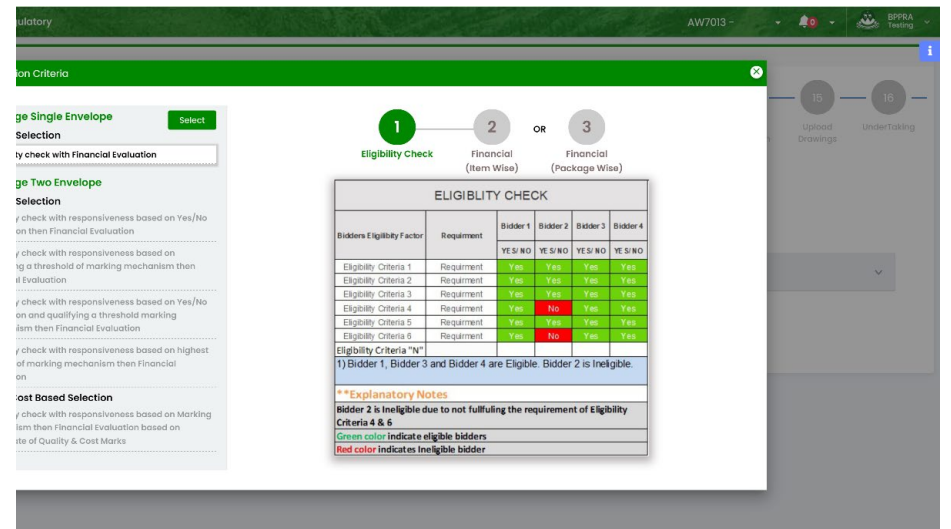 ulatory
AW7013 -
0
BPPRA
Testing
i
ion Criteria
ge Single Envelope
Select
Selection
ty check with Financial Evaluation
ge Two Envelope
Selection
y check with responsiveness based on Yes/No
on then Financial Evaluation
y check with responsiveness based on
ng a threshold of marking mechanism then
al Evaluation
y check with responsiveness based on Yes/No
on and qualifying a threshold marking
ism then Financial Evaluation
y check with responsiveness based on highest
of marking mechanism then Financial
on
Cost Based Selection
y check with responsiveness based on Marking
ism then Financial Evaluation based on
te of Quality & Cost Marks
1
2
OR
3
Eligibility Check
Financial
(Item Wise)
Financial
(Package Wise)
ELIGIBLITY CHECK
Bidders Eligiliblty Factor Requirment Bidder 1 Bidder 2 Bidder 3 Bidder 4
YES/NO YES/NO YES/NO YES/NO
Eligibility Criteria 1 Requirment Yes Yes Yes Yes
Eligibility Criteria 2 Requirment Yes Yes Yes Yes
Eligibility Criteria 3 Requirment Yes Yes Yes Yes
Eligibility Criteria 4 Requirment Yes No Yes Yes
Eligibility Criteria 5 Requirment Yes Yes Yes Yes
Eligibility Criteria 6 Requirment Yes No Yes Yes
Eligibility Criteria "N"
1) Bidder 1, Bidder 3 and Bidder 4 are Eligible. Bidder 2 is Ineligible.
**Explanatory Notes
Bidder 2 is Ineligible due to not fullfuling the requirement of Eligibility
Criteria 4 & 6
Green color indicate eligible bidders
Red color indicates Ineligible bidder
15
16
Upload
Drawings
UnderTaking